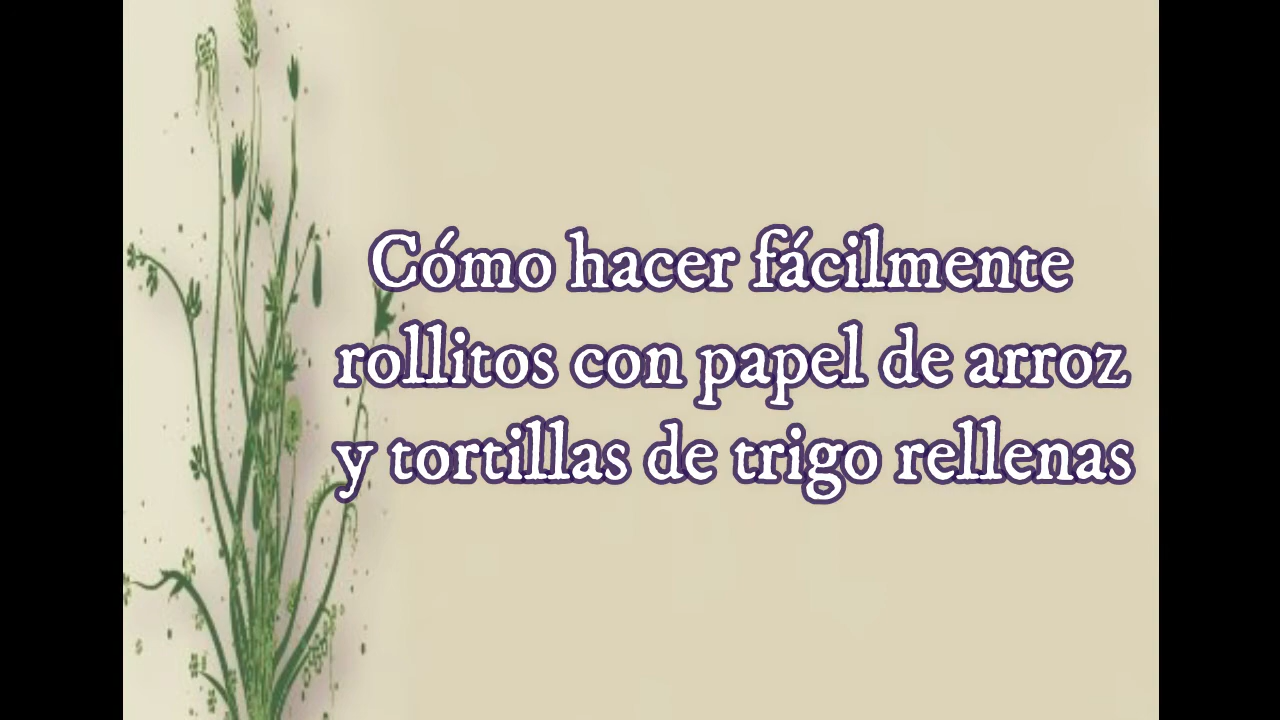 Cómo hacer fácilmente
rollitos con papel de arroz
y tortillas de trigo rellenas